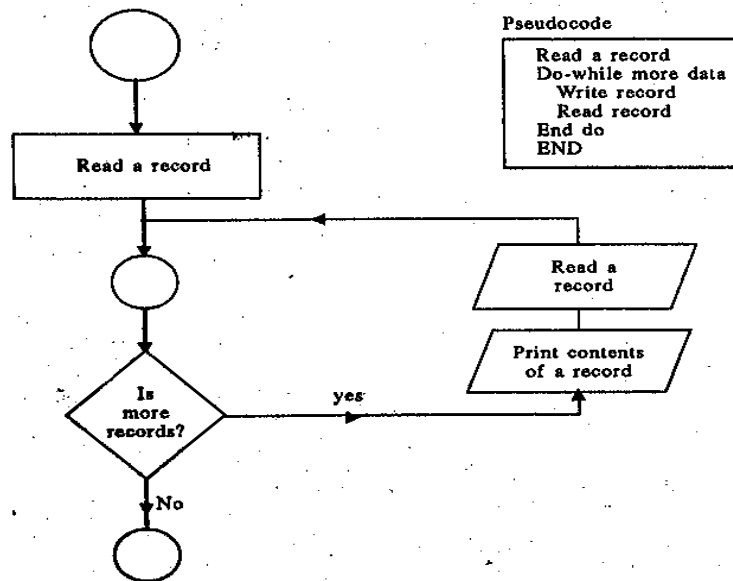 Pseudocode
Read a record
Do-while more data
Write record
Read record
End do
END
Read a record
Read a
record
Print contents
of a record
Is
more
records?
yes
No